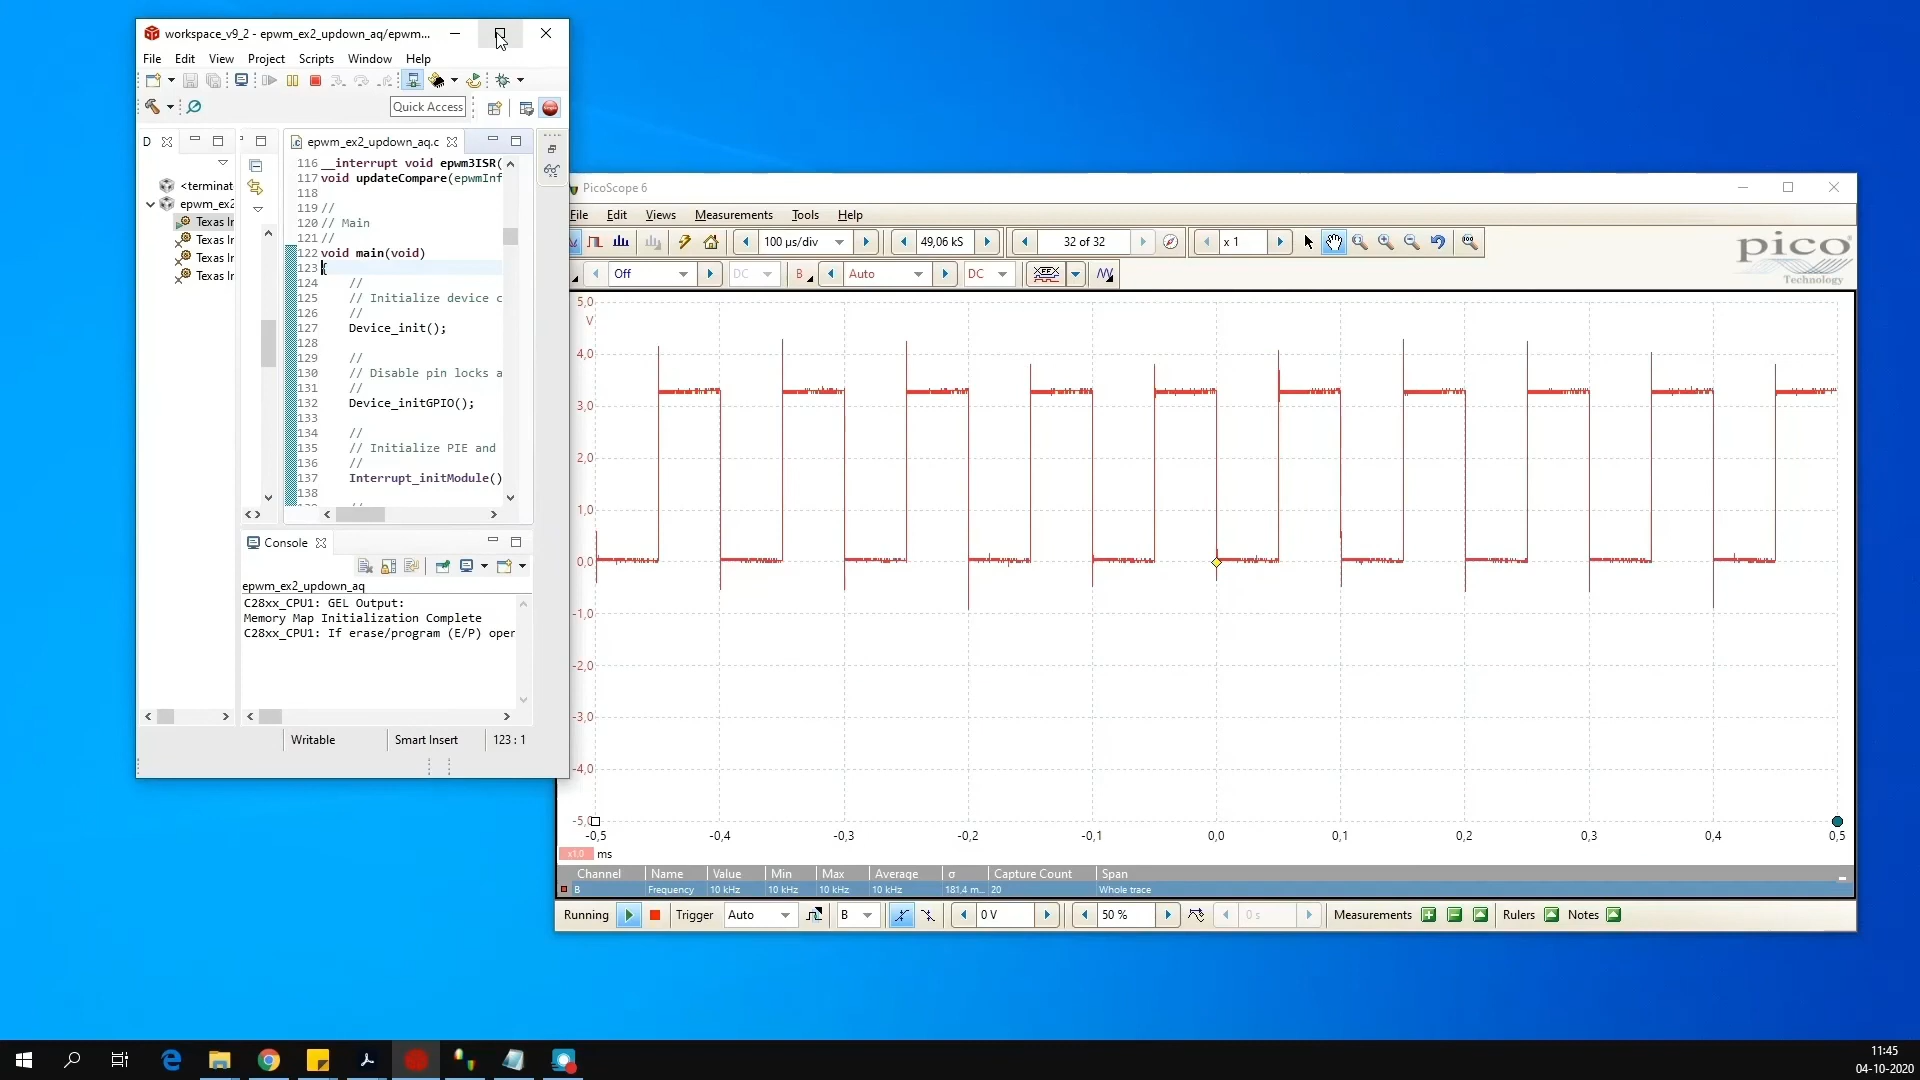 workspace_v9_2 - epwm_ex2_updown_aq/epwm...
File Edit View Project Scripts Window Help
Quick Access
D
epwm_ex2_updown_aq.c
<terminat
epwm_ex2
Texas Ir
Texas Ir
Texas Ir
Texas Ir
116 __interrupt void epwm3ISR(
117 void updateCompare(epwmInf
118
119 //
120 // Main
121 //
122 void main(void)
123 {
124 //
125 // Initialize device c
126 //
127 Device_init();
128
129 //
130 // Disable pin locks a
131 //
132 Device_initGPIO();
133
134 //
135 // Initialize PIE and
136 //
137 Interrupt_initModule()
138
Console
epwm_ex2_updown_aq
C28xx_CPU1: GEL Output:
Memory Map Initialization Complete
C28xx_CPU1: If erase/program (E/P) oper
Writable Smart Insert 123 : 1
PicoScope 6
File Edit Views Measurements Tools Help
100 µs/div 49,06 kS 32 of 32 x 1
Off DC B Auto DC
pico
Technology
5,0
V
4,0
3,0
2,0
1,0
0,0
-1,0
-2,0
-3,0
-4,0
-5,0
-0,5 -0,4 -0,3 -0,2 -0,1 0,0 0,1 0,2 0,3 0,4 0,5
x1,0 ms
Channel Name Value Min Max Average σ Capture Count Span
B Frequency 10 kHz 10 kHz 10 kHz 10 kHz 181,4 m... 20 Whole trace
Running Trigger Auto B 0 V 50 % 0 s Measurements Rulers Notes
11:45
04-10-2020